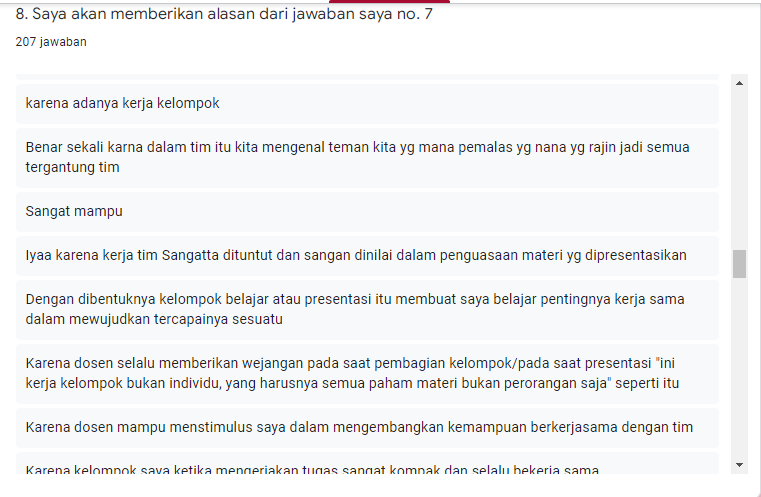 8. Saya akan memberikan alasan dari jawaban saya no. 7
207 jawaban
karena adanya kerja kelompok
Benar sekali karna dalam tim itu kita mengenal teman kita yg mana pemalas yg nana yg rajin jadi semua
tergantung tim
Sangat mampu
Iyaa karena kerja tim Sangatta dituntut dan sangan dinilai dalam penguasaan materi yg dipresentasikan
Dengan dibentuknya kelompok belajar atau presentasi itu membuat saya belajar pentingnya kerja sama
dalam mewujudkan tercapainya sesuatu
Karena dosen selalu memberikan wejangan pada saat pembagian kelompok/pada saat presentasi "ini
kerja kelompok bukan individu, yang harusnya semua paham materi bukan perorangan saja" seperti itu
Karena dosen mampu menstimulus saya dalam mengembangkan kemampuan berkerjasama dengan tim
Karena kelompok saya ketika mengerjakan tugas sangat kompak dan selalu bekerja sama